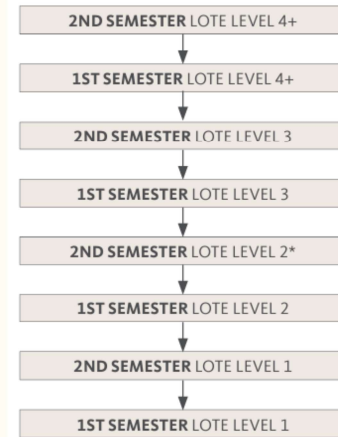 2ND SEMESTER LOTE LEVEL 4+
1ST SEMESTER LOTE LEVEL 4+
2ND SEMESTER LOTE LEVEL 3
1ST SEMESTER LOTE LEVEL 3
2ND SEMESTER LOTE LEVEL 2*
1ST SEMESTER LOTE LEVEL 2
2ND SEMESTER LOTE LEVEL 1
1ST SEMESTER LOTE LEVEL 1